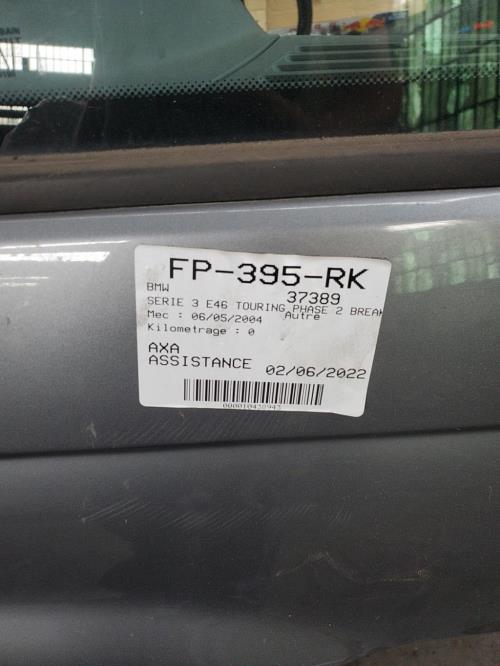 FP-395-RK
BMW 37389
SERIE 3 E46 TOURING PHASE 2 BREAK
Mec : 06/05/2004 Autre
Kilometrage : 0
AXA
ASSISTANCE 02/06/2022